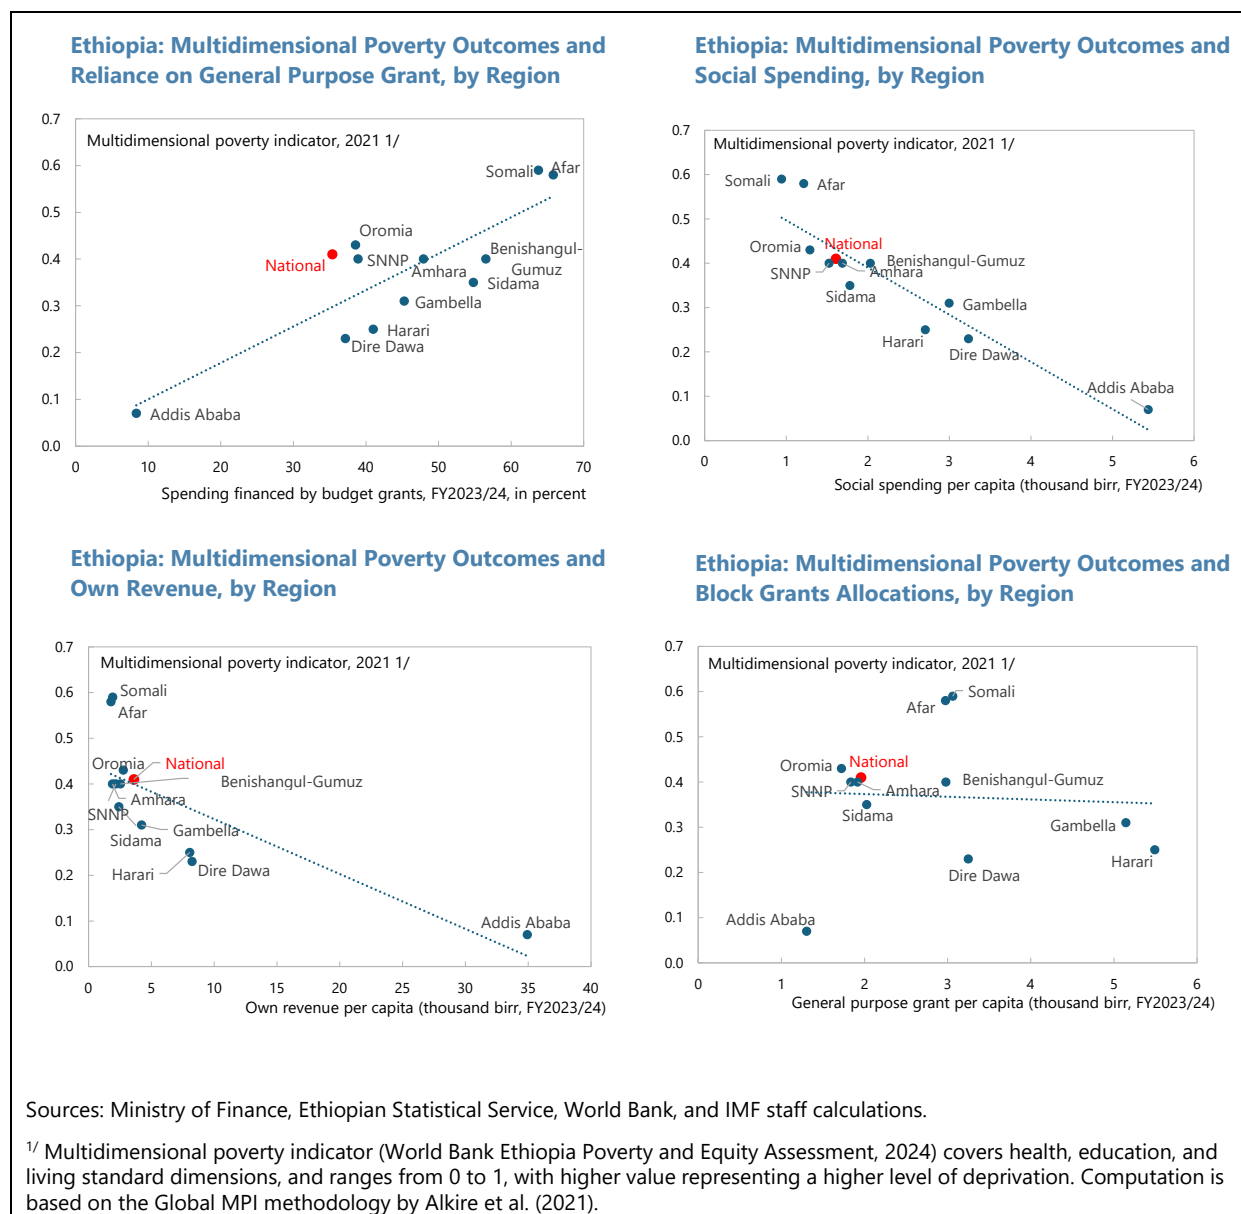 Ethiopia: Multidimensional Poverty Outcomes and
Reliance on General Purpose Grant, by Region
Multidimensional poverty indicator, 2021 1/
0.7
0.6
0.5
0.4
0.3
0.2
0.1
0.0
Somali
Afar
Oromia
National
SNNP
Amhara
Benishangul-
Gumuz
Sidama
Gambella
Harari
Dire Dawa
Addis Ababa
0 10 20 30 40 50 60 70
Spending financed by budget grants, FY2023/24, in percent
Ethiopia: Multidimensional Poverty Outcomes and
Social Spending, by Region
Multidimensional poverty indicator, 2021 1/
0.7
0.6
0.5
0.4
0.3
0.2
0.1
0.0
Somali
Afar
Oromia
National
SNNP
Amhara
Benishangul-Gumuz
Sidama
Gambella
Harari
Dire Dawa
Addis Ababa
0 1 2 3 4 5 6
Social spending per capita (thousand birr, FY2023/24)
Ethiopia: Multidimensional Poverty Outcomes and
Own Revenue, by Region
Multidimensional poverty indicator, 2021 1/
0.7
0.6
0.5
0.4
0.3
0.2
0.1
0.0
Somali
Afar
Oromia
National
Benishangul-Gumuz
Amhara
SNNP
Gambella
Sidama
Harari
Dire Dawa
Addis Ababa
0 5 10 15 20 25 30 35 40
Own revenue per capita (thousand birr, FY2023/24)
Ethiopia: Multidimensional Poverty Outcomes and
Block Grants Allocations, by Region
Multidimensional poverty indicator, 2021 1/
0.7
0.6
0.5
0.4
0.3
0.2
0.1
0.0
Somali
Afar
Oromia
National
SNNP
Amhara
Benishangul-Gumuz
Sidama
Gambella
Harari
Dire Dawa
Addis Ababa
0 1 2 3 4 5 6
General purpose grant per capita (thousand birr, FY2023/24)
Sources: Ministry of Finance, Ethiopian Statistical Service, World Bank, and IMF staff calculations.
1/ Multidimensional poverty indicator (World Bank Ethiopia Poverty and Equity Assessment, 2024) covers health, education, and
living standard dimensions, and ranges from 0 to 1, with higher value representing a higher level of deprivation. Computation is
based on the Global MPI methodology by Alkire et al. (2021).